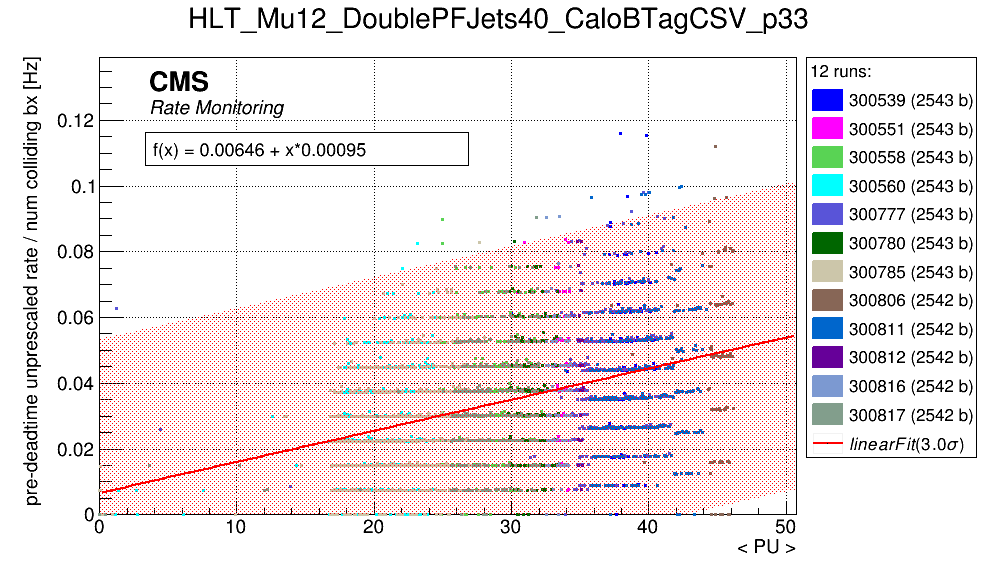 HLT_Mu12_DoublePFJets40_CaloBTagCSV_p33
pre-deadtime unprescaled rate / num colliding bx [Hz]
CMS
Rate Monitoring
f(x) = 0.00646 + x*0.00095
0.12
0.1
0.08
0.06
0.04
0.02
0
0 10 20 30 40 50
< PU >
12 runs:
300539 (2543 b)
300551 (2543 b)
300558 (2543 b)
300560 (2543 b)
300777 (2543 b)
300780 (2543 b)
300785 (2543 b)
300806 (2542 b)
300811 (2542 b)
300812 (2542 b)
300816 (2542 b)
300817 (2542 b)
linearFit(3.0σ)